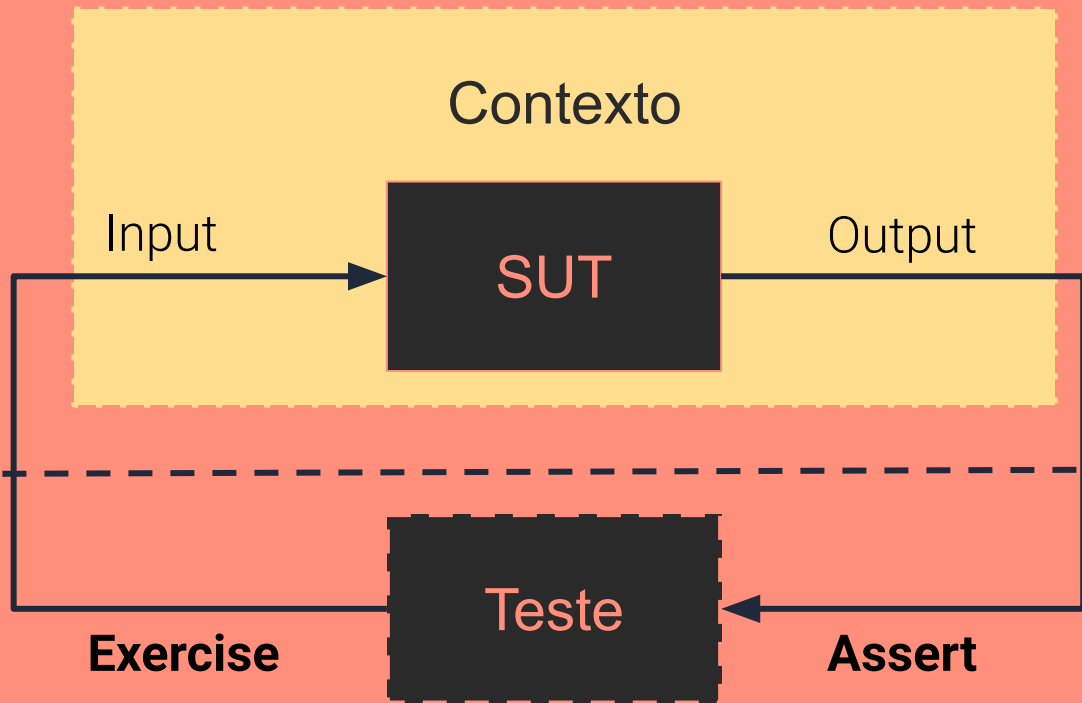 Contexto
Input
Output
SUT
Teste
Exercise
Assert